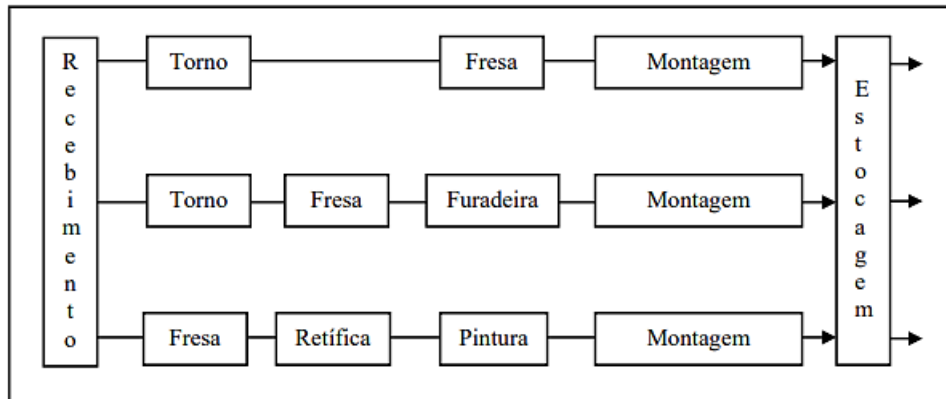 Recebimento
Torno
Fresa
Montagem
Torno
Fresa
Furadeira
Montagem
Fresa
Retífica
Pintura
Montagem
Estocagem